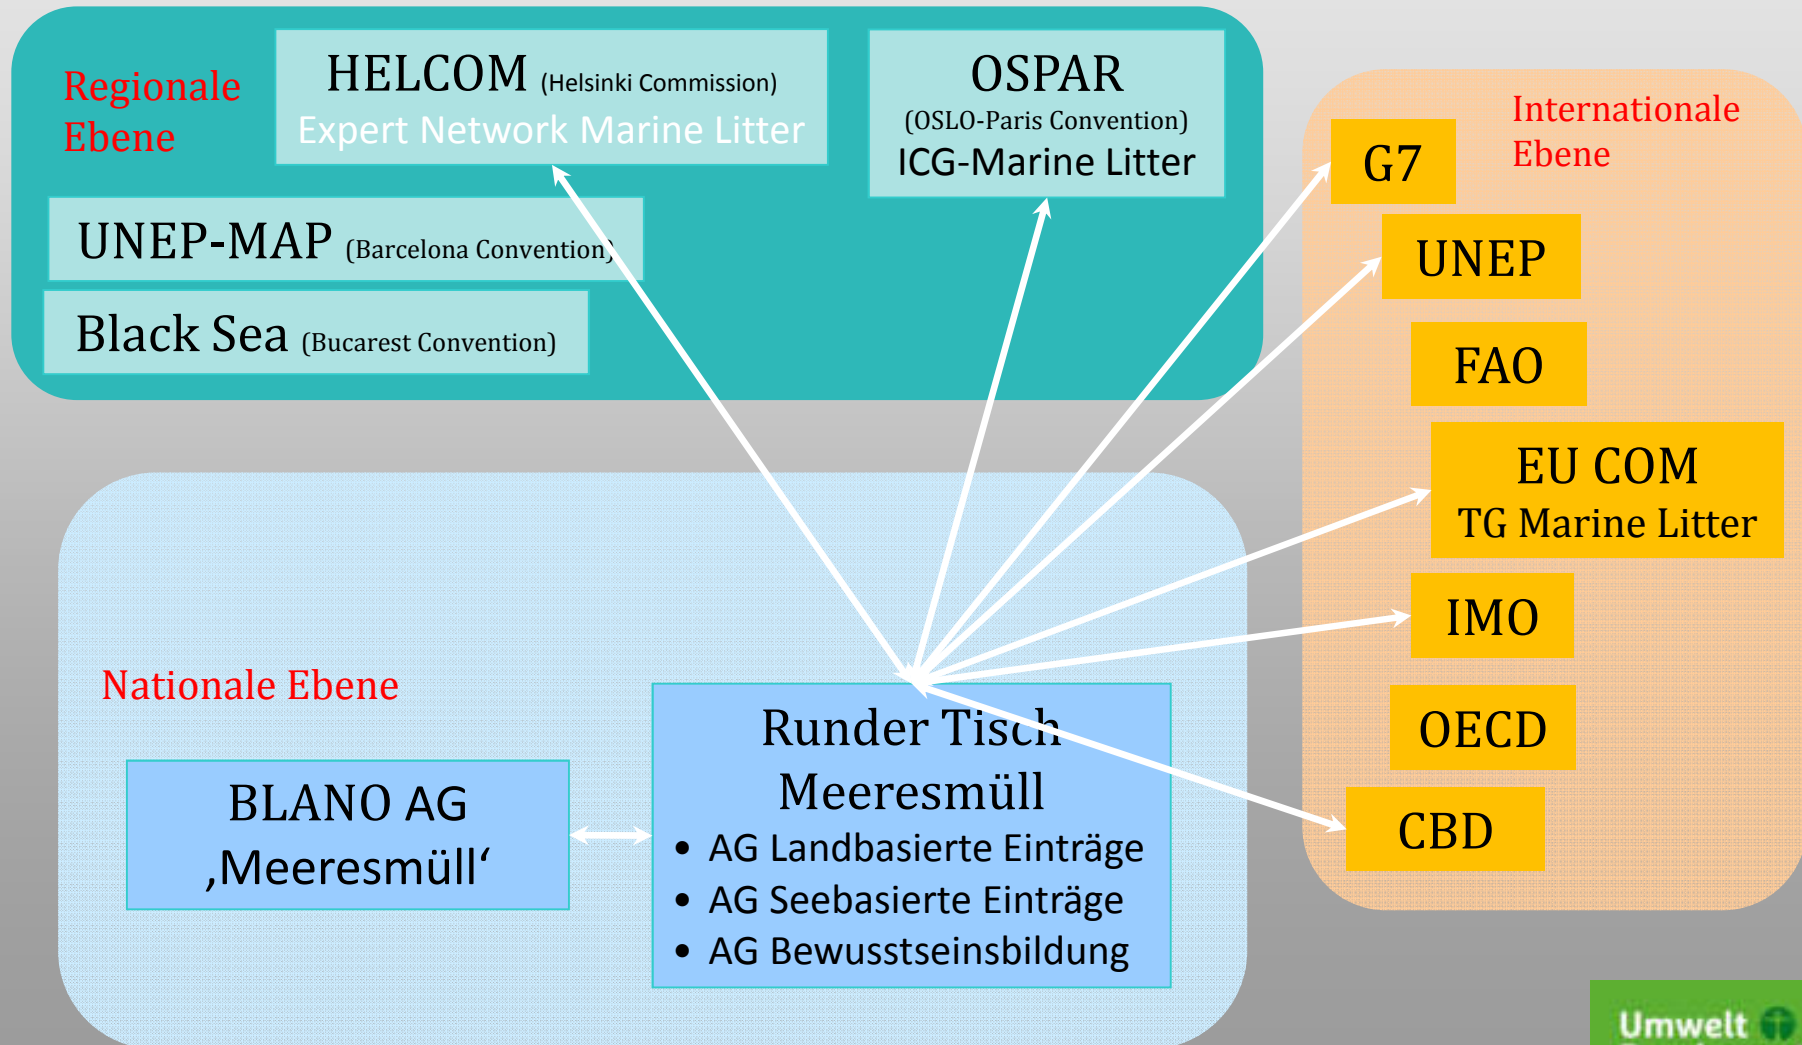 Regionale
Ebene
HELCOM (Helsinki Commission)
Expert Network Marine Litter
OSPAR
(OSLO-Paris Convention)
ICG-Marine Litter
UNEP-MAP (Barcelona Convention)
Black Sea (Bucarest Convention)
Internationale
Ebene
G7
UNEP
FAO
EU COM
TG Marine Litter
IMO
OECD
CBD
Nationale Ebene
BLANO AG
‚Meeresmüll‘
Runder Tisch
Meeresmüll
• AG Landbasierte Einträge
• AG Seebasierte Einträge
• AG Bewusstseinsbildung
Umwelt